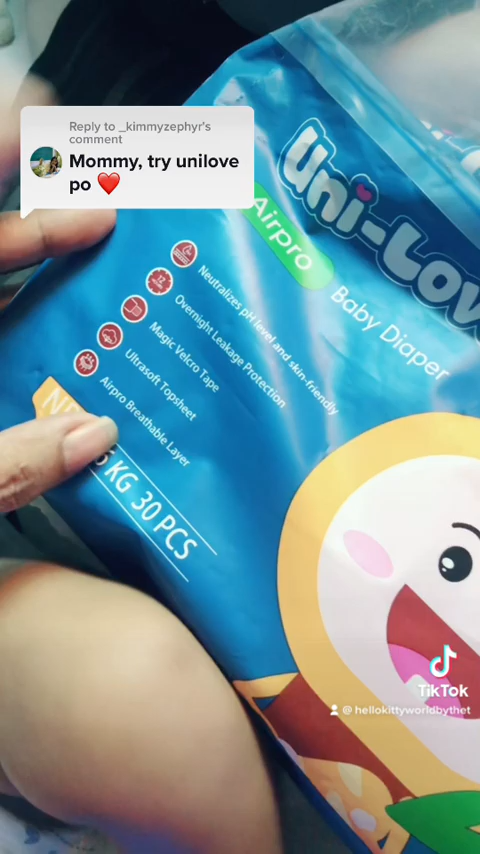 Reply to _kimmyzephyr's
comment
Mommy, try unilove
po ❤️
Uni-Lov
Airpro
Baby Diaper
Neutralizes pH level and skin-friendly
Overnight Leakage Protection
Magic Velcro Tape
Ultrasoft Topsheet
Airpro Breathable Layer
KG 30 PCS
TikTok
@ hellokittyworldbythet